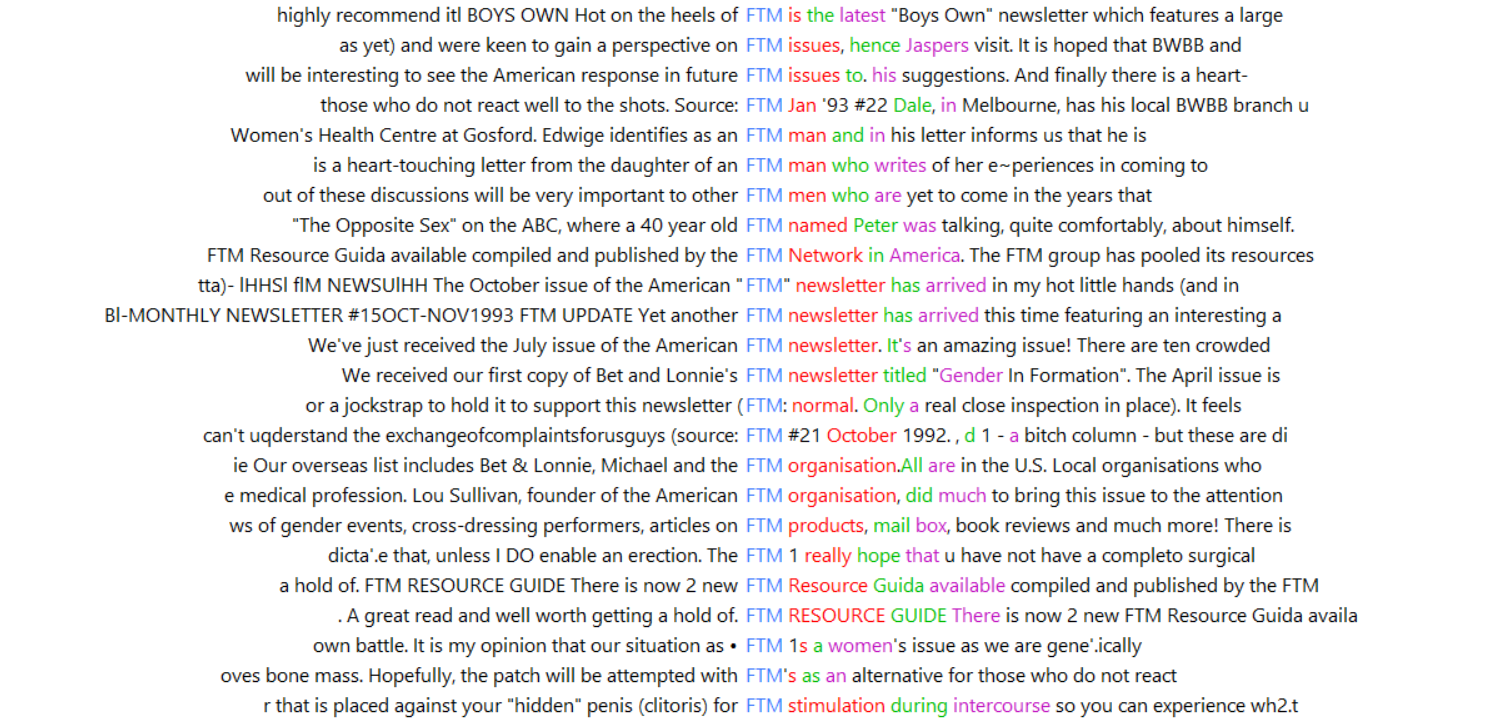 highly recommend itl BOYS OWN Hot on the heels of FTM is the latest "Boys Own" newsletter which features a large
as yet) and were keen to gain a perspective on FTM issues, hence Jaspers visit. It is hoped that BWBB and
will be interesting to see the American response in future FTM issues to. his suggestions. And finally there is a heart-
those who do not react well to the shots. Source: FTM Jan '93 #22 Dale, in Melbourne, has his local BWBB branch u
Women's Health Centre at Gosford. Edwige identifies as an FTM man and in his letter informs us that he is
is a heart-touching letter from the daughter of an FTM man who writes of her e~periences in coming to
out of these discussions will be very important to other FTM men who are yet to come in the years that
"The Opposite Sex" on the ABC, where a 40 year old FTM named Peter was talking, quite comfortably, about himself.
FTM Resource Guida available compiled and published by the FTM Network in America. The FTM group has pooled its resources
tta)- lHHSl flM NEWSUlHH The October issue of the American "FTM" newsletter has arrived in my hot little hands (and in
Bl-MONTHLY NEWSLETTER #15OCT-NOV1993 FTM UPDATE Yet another FTM newsletter has arrived this time featuring an interesting a
We've just received the July issue of the American FTM newsletter. It's an amazing issue! There are ten crowded
We received our first copy of Bet and Lonnie's FTM newsletter titled "Gender In Formation". The April issue is
or a jockstrap to hold it to support this newsletter (FTM: normal. Only a real close inspection in place). It feels
can't uqderstand the exchangeofcomplaintsforusguys (source: FTM #21 October 1992. , d 1 - a bitch column - but these are di
ie Our overseas list includes Bet & Lonnie, Michael and the FTM organisation.All are in the U.S. Local organisations who
e medical profession. Lou Sullivan, founder of the American FTM organisation, did much to bring this issue to the attention
ws of gender events, cross-dressing performers, articles on FTM products, mail box, book reviews and much more! There is
dicta'.e that, unless I DO enable an erection. The FTM 1 really hope that u have not have a completo surgical
a hold of. FTM RESOURCE GUIDE There is now 2 new FTM Resource Guida available compiled and published by the FTM
. A great read and well worth getting a hold of. FTM RESOURCE GUIDE There is now 2 new FTM Resource Guida availa
own battle. It is my opinion that our situation as • FTM 1s a women's issue as we are gene'.ically
oves bone mass. Hopefully, the patch will be attempted with FTM's as an alternative for those who do not react
r that is placed against your "hidden" penis (clitoris) for FTM stimulation during intercourse so you can experience wh2.t